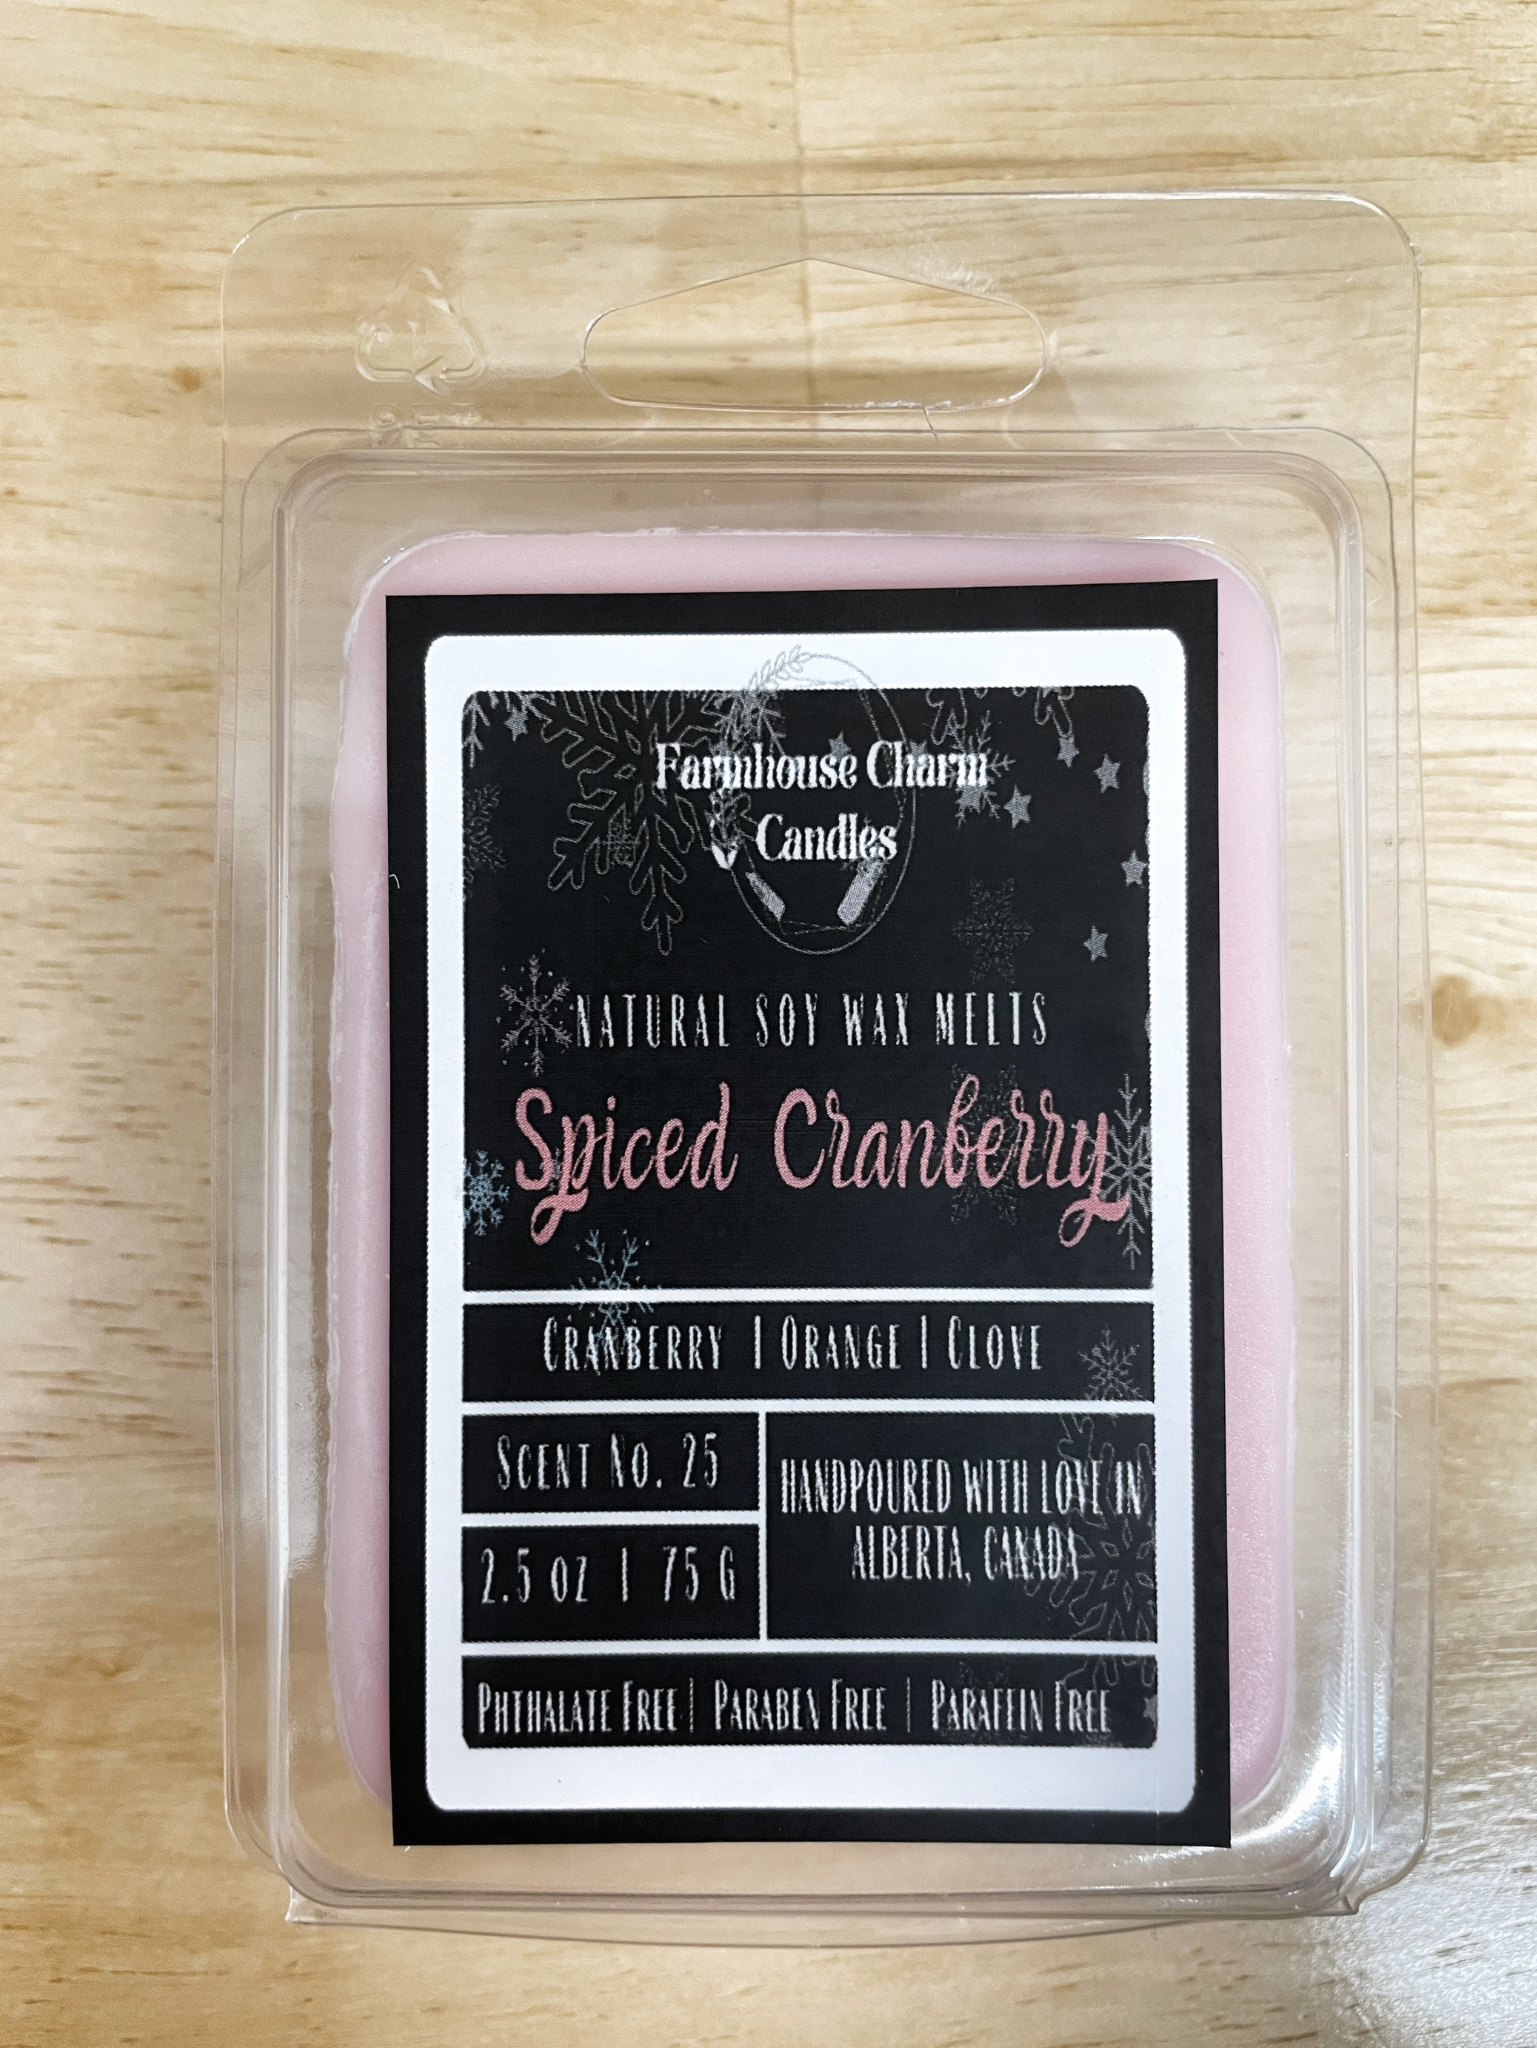 Farmhouse Charm
Candles
NATURAL SOY WAX MELTS
Spiced Cranberry
CRANBERRY | ORANGE | CLOVE
SCENT NO. 25
2.5 OZ | 75 G
HANDPOURED WITH LOVE IN
ALBERTA, CANADA
PHTHALATE FREE | PARABEN FREE | PARAFFIN FREE